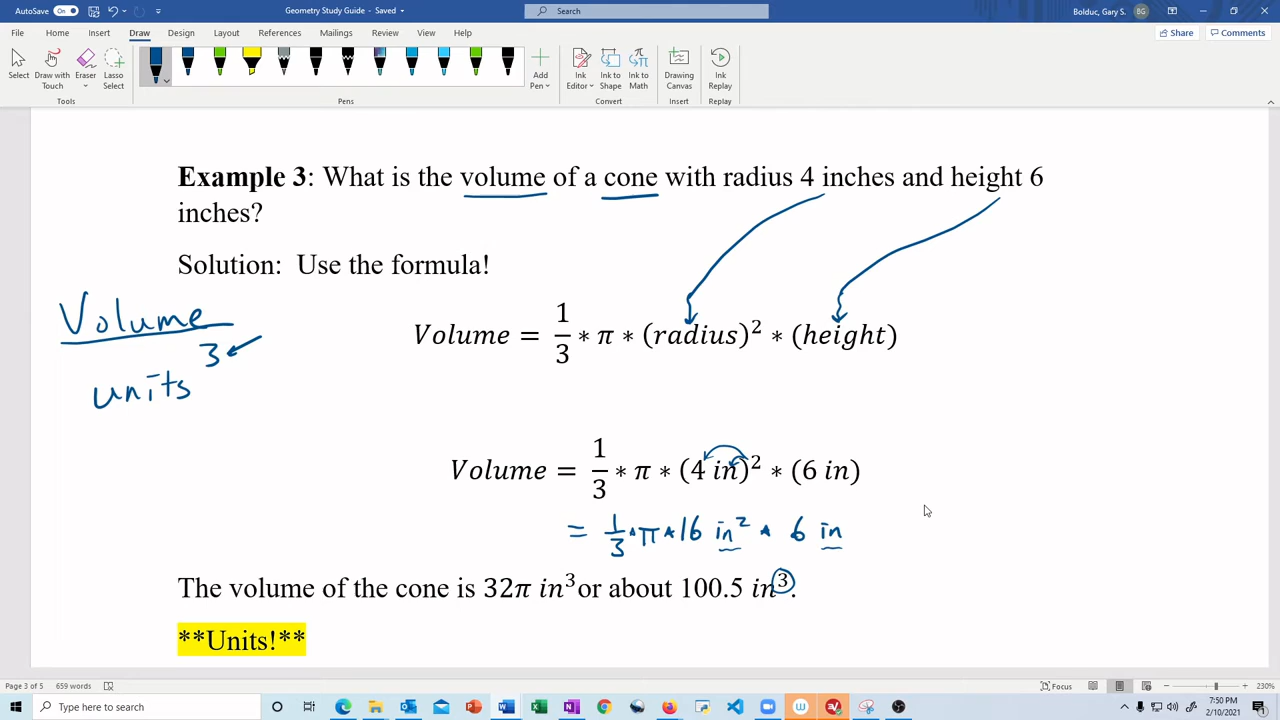 AutoSave On Geometry Study Guide - Saved Search Bolduc, Gary S. BG
File Home Insert Draw Design Layout References Mailings Review View Help Share Comments
Select Draw with Touch Eraser Lasso Select Add Pen Ink Editor Ink to Shape Ink to Math Drawing Canvas Ink Replay
Tools Pens Convert Insert Replay
Example 3: What is the volume of a cone with radius 4 inches and height 6
inches?
Solution: Use the formula!
Volume
Volume = 1/3 * π * (radius)² * (height)
units³
Volume = 1/3 * π * (4 in)² * (6 in)
= 1/3 * π * 16 in² * 6 in
The volume of the cone is 32π in³ or about 100.5 in³.
**Units!**
Page 3 of 5 659 words Focus 230%
Type here to search 7:50 PM
2/10/2021